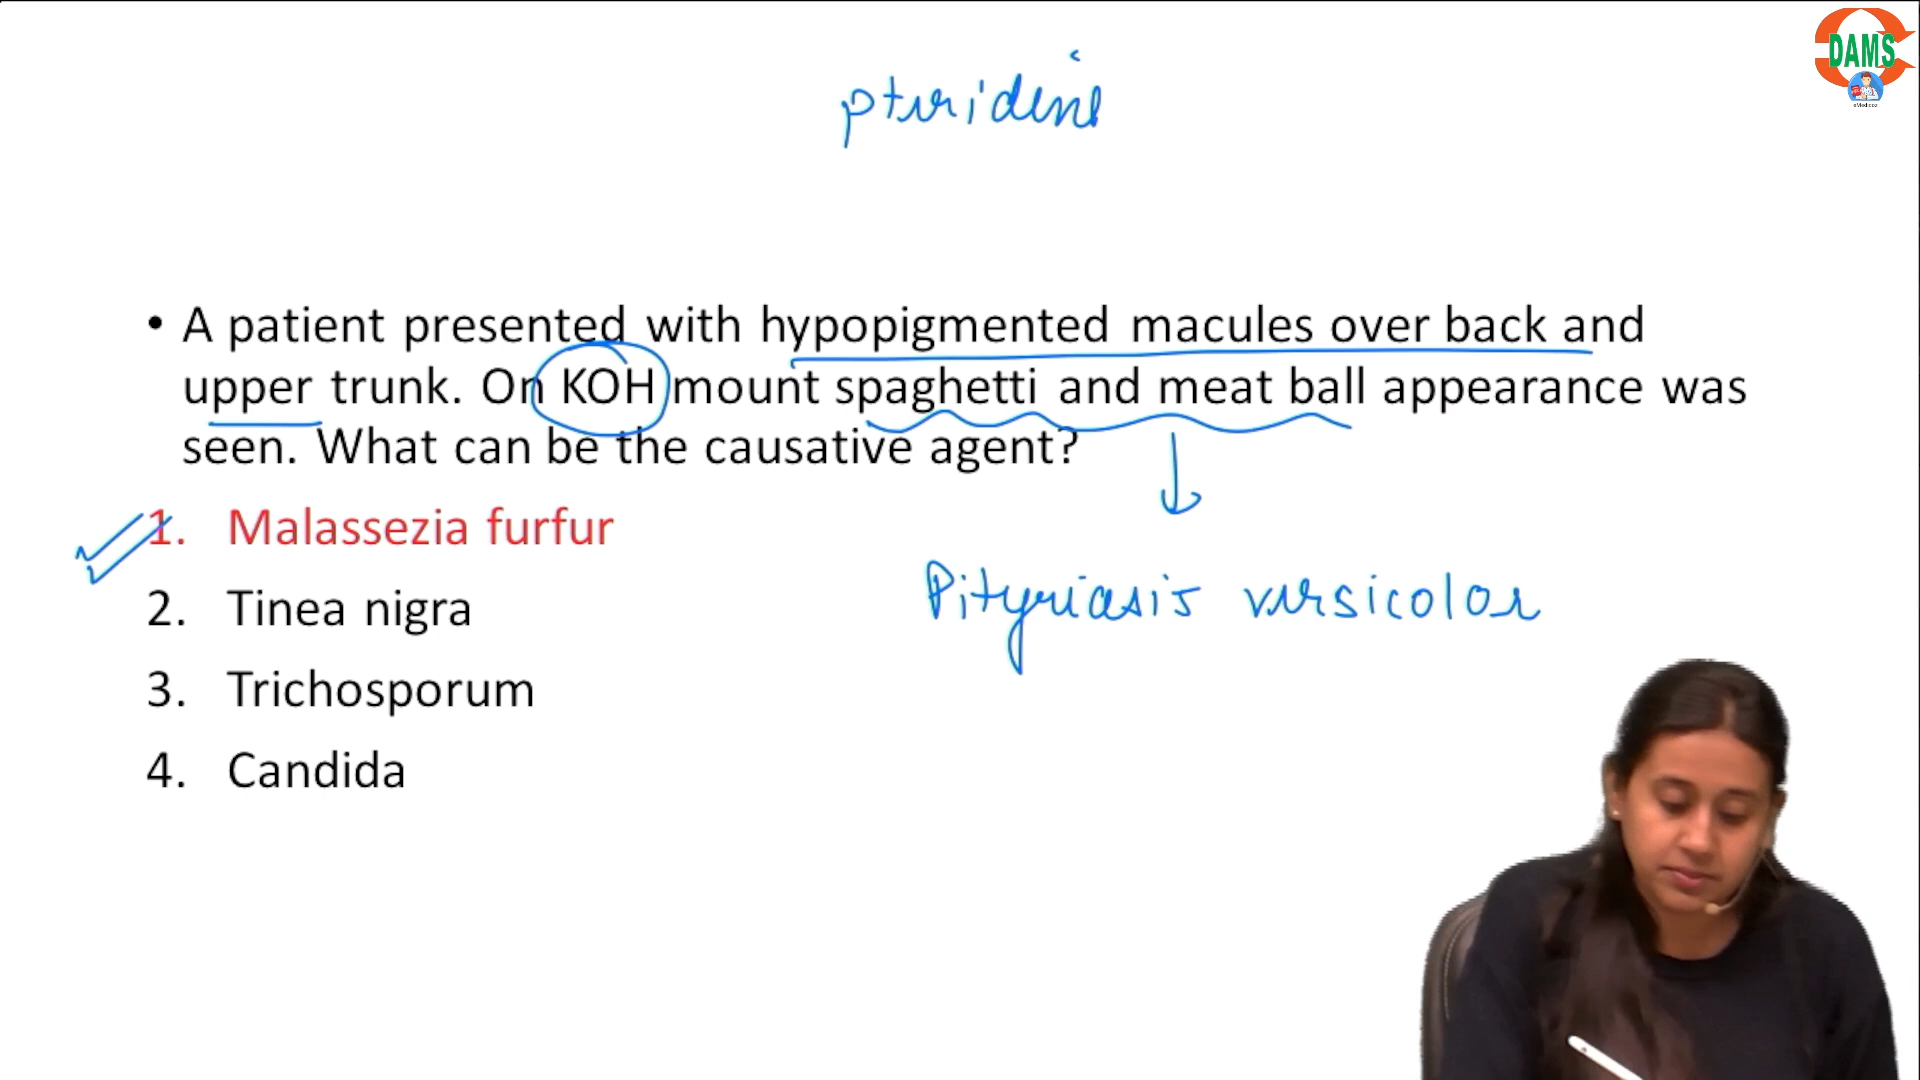 DAMS
eMedicoz
pteridine
• A patient presented with hypopigmented macules over back and
upper trunk. On KOH mount spaghetti and meat ball appearance was
seen. What can be the causative agent?
1. Malassezia furfur
2. Tinea nigra
3. Trichosporum
4. Candida
Pityriasis versicolor